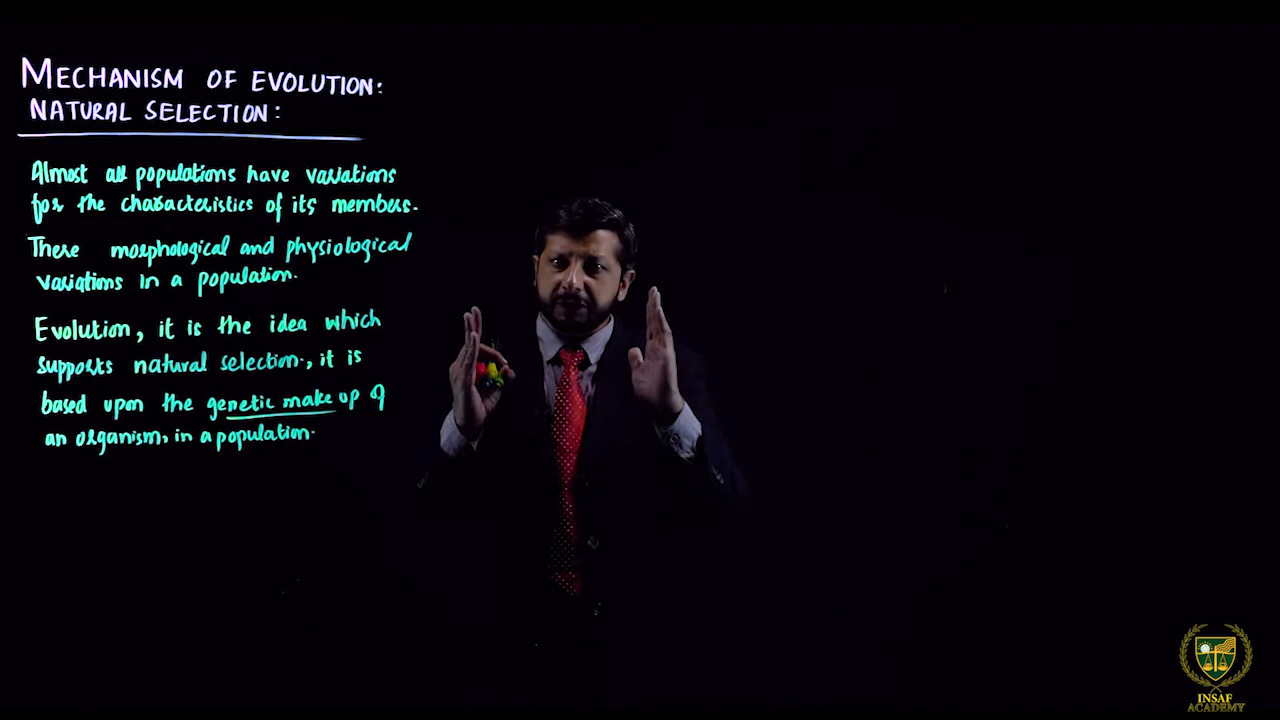 MECHANISM OF EVOLUTION:
NATURAL SELECTION:
Almost all populations have variations
for the characteristics of its members.
There morphological and physiological
variations in a population.
Evolution, it is the idea which
supports natural selection, it is
based upon the genetic make up of
an organism, in a population.
INSAF
ACADEMY